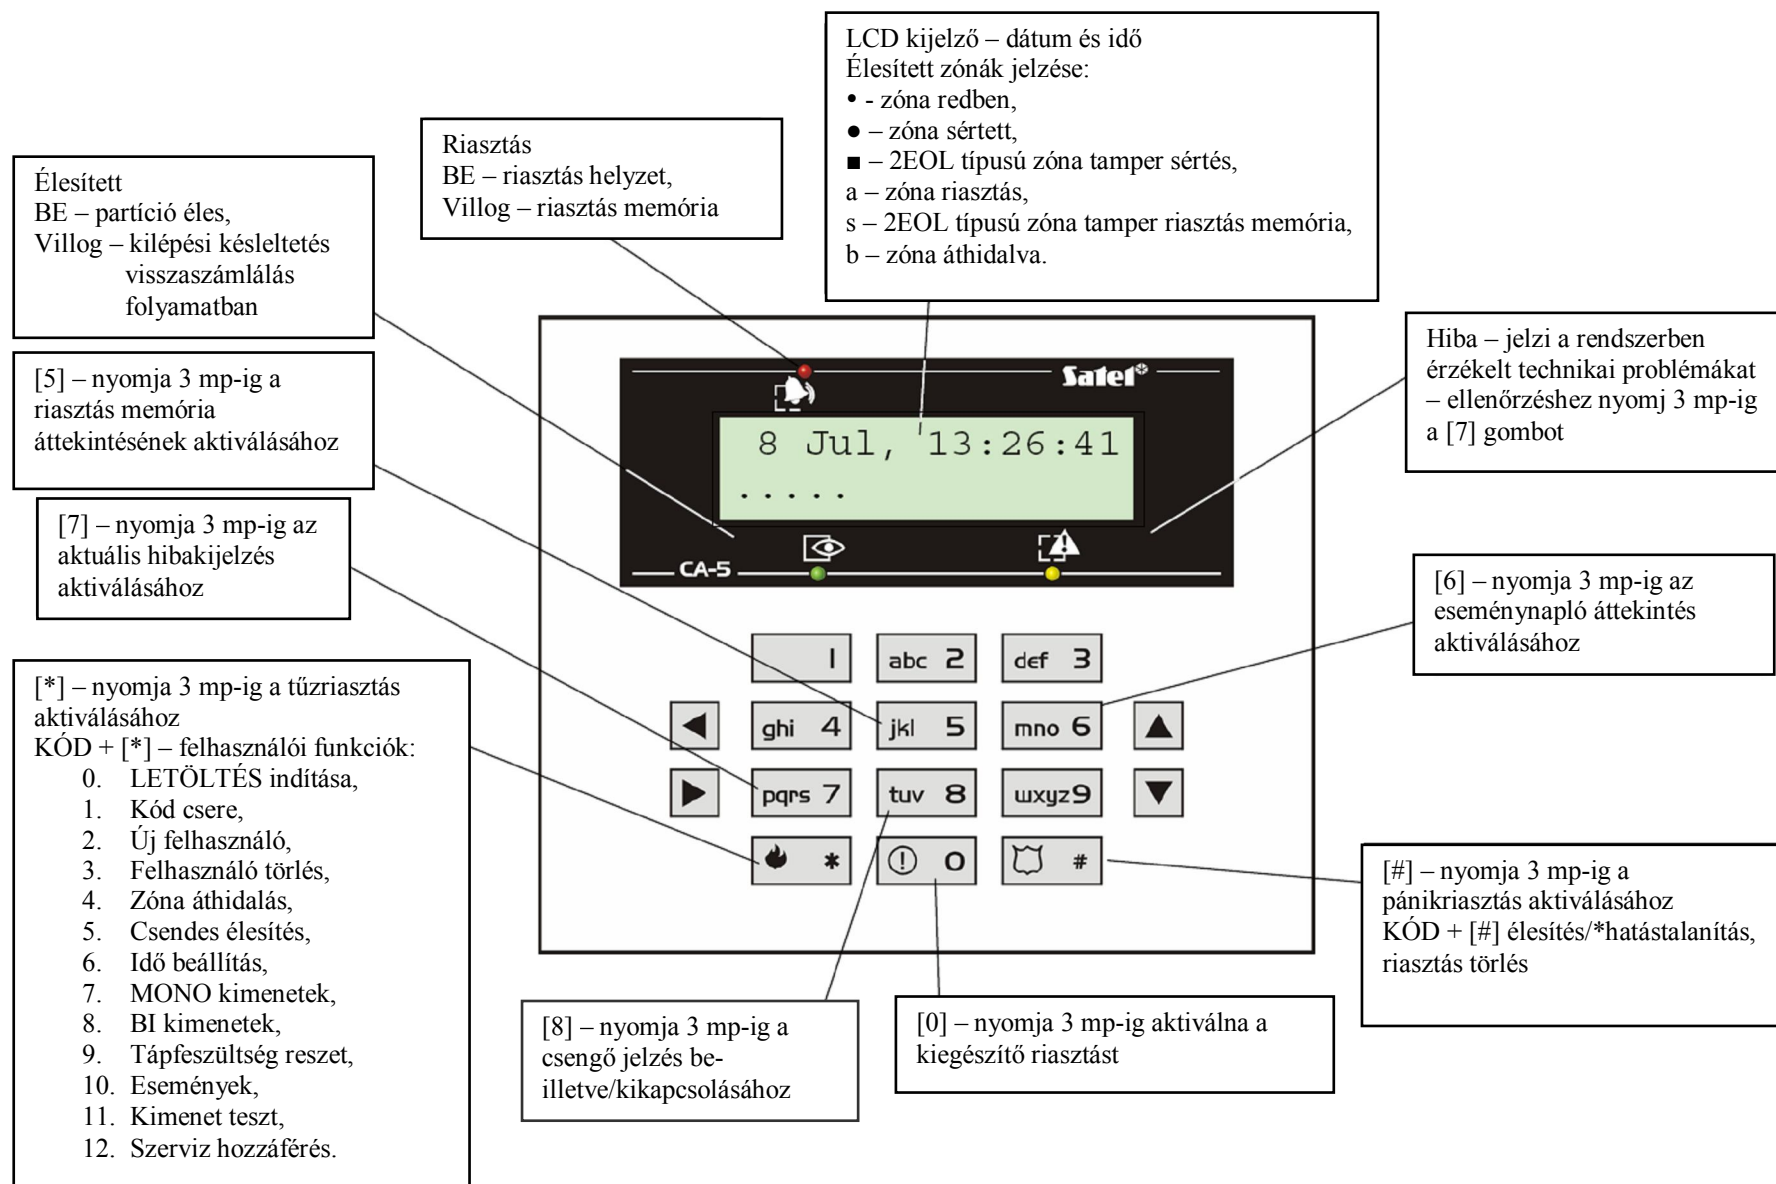 LCD kijelző – dátum és idő
Élesített zónák jelzése:
• - zóna redben,
● – zóna sértett,
■ – 2EOL típusú zóna tamper sértés,
a – zóna riasztás,
s – 2EOL típusú zóna tamper riasztás memória,
b – zóna áthidalva.
Riasztás
BE – riasztás helyzet,
Villog – riasztás memória
Élesített
BE – partíció éles,
Villog – kilépési késleltetés
visszaszámlálás
folyamatban
[5] – nyomja 3 mp-ig a
riasztás memória
áttekintésének aktiválásához
[7] – nyomja 3 mp-ig az
aktuális hibakijelzés
aktiválásához
[*] – nyomja 3 mp-ig a tűzriasztás
aktiválásához
KÓD + [*] – felhasználói funkciók:
0. LETÖLTÉS indítása,
1. Kód csere,
2. Új felhasználó,
3. Felhasználó törlés,
4. Zóna áthidalás,
5. Csendes élesítés,
6. Idő beállítás,
7. MONO kimenetek,
8. BI kimenetek,
9. Tápfeszültség reszet,
10. Események,
11. Kimenet teszt,
12. Szerviz hozzáférés.
Satel®
8 Jul, 13:26:41
.....
CA-5
1
abc 2
def 3
◀
ghi 4
jkl 5
mno 6
▲
▶
pqrs 7
tuv 8
wxyz9
▼
*
0
#
Hiba – jelzi a rendszerben
érzékelt technikai problémákat
– ellenőrzéshez nyomj 3 mp-ig
a [7] gombot
[6] – nyomja 3 mp-ig az
eseménynapló áttekintés
aktiválásához
[#] – nyomja 3 mp-ig a
pánikriasztás aktiválásához
KÓD + [#] élesítés/*hatástalanítás,
riasztás törlés
[8] – nyomja 3 mp-ig a
csengő jelzés be-
illetve/kikapcsolásához
[0] – nyomja 3 mp-ig aktiválna a
kiegészítő riasztást